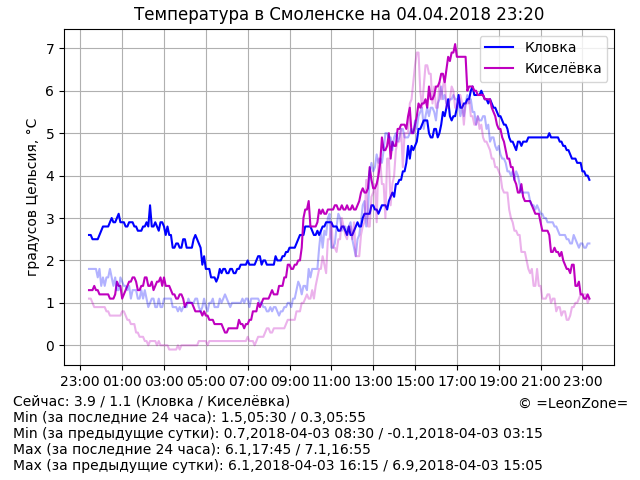 Температура в Смоленске на 04.04.2018 23:20
Кловка
Киселёвка
градусов Цельсия, °C
7
6
5
4
3
2
1
0
23:00 01:00 03:00 05:00 07:00 09:00 11:00 13:00 15:00 17:00 19:00 21:00 23:00
Сейчас: 3.9 / 1.1 (Кловка / Киселёвка)
© =LeonZone=
Min (за последние 24 часа): 1.5,05:30 / 0.3,05:55
Min (за предыдущие сутки): 0.7,2018-04-03 08:30 / -0.1,2018-04-03 03:15
Max (за последние 24 часа): 6.1,17:45 / 7.1,16:55
Max (за предыдущие сутки): 6.1,2018-04-03 16:15 / 6.9,2018-04-03 15:05